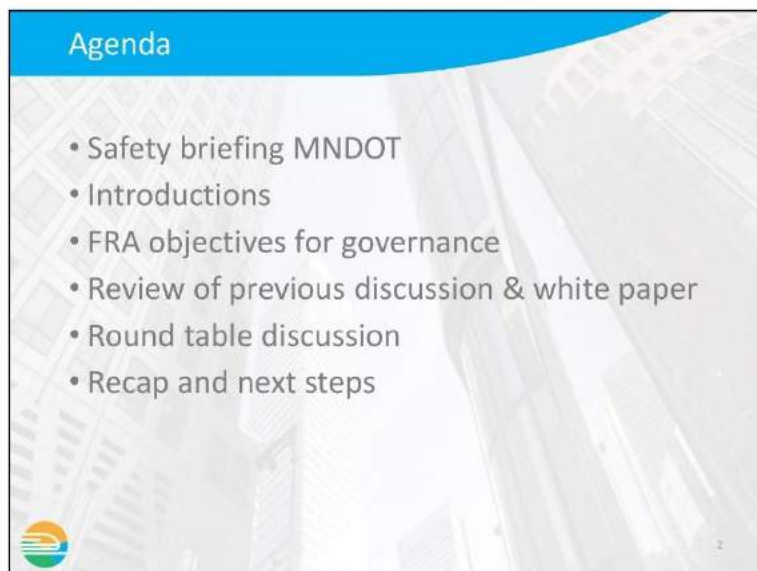 Agenda
• Safety briefing MNDOT
• Introductions
• FRA objectives for governance
• Review of previous discussion & white paper
• Round table discussion
• Recap and next steps
2